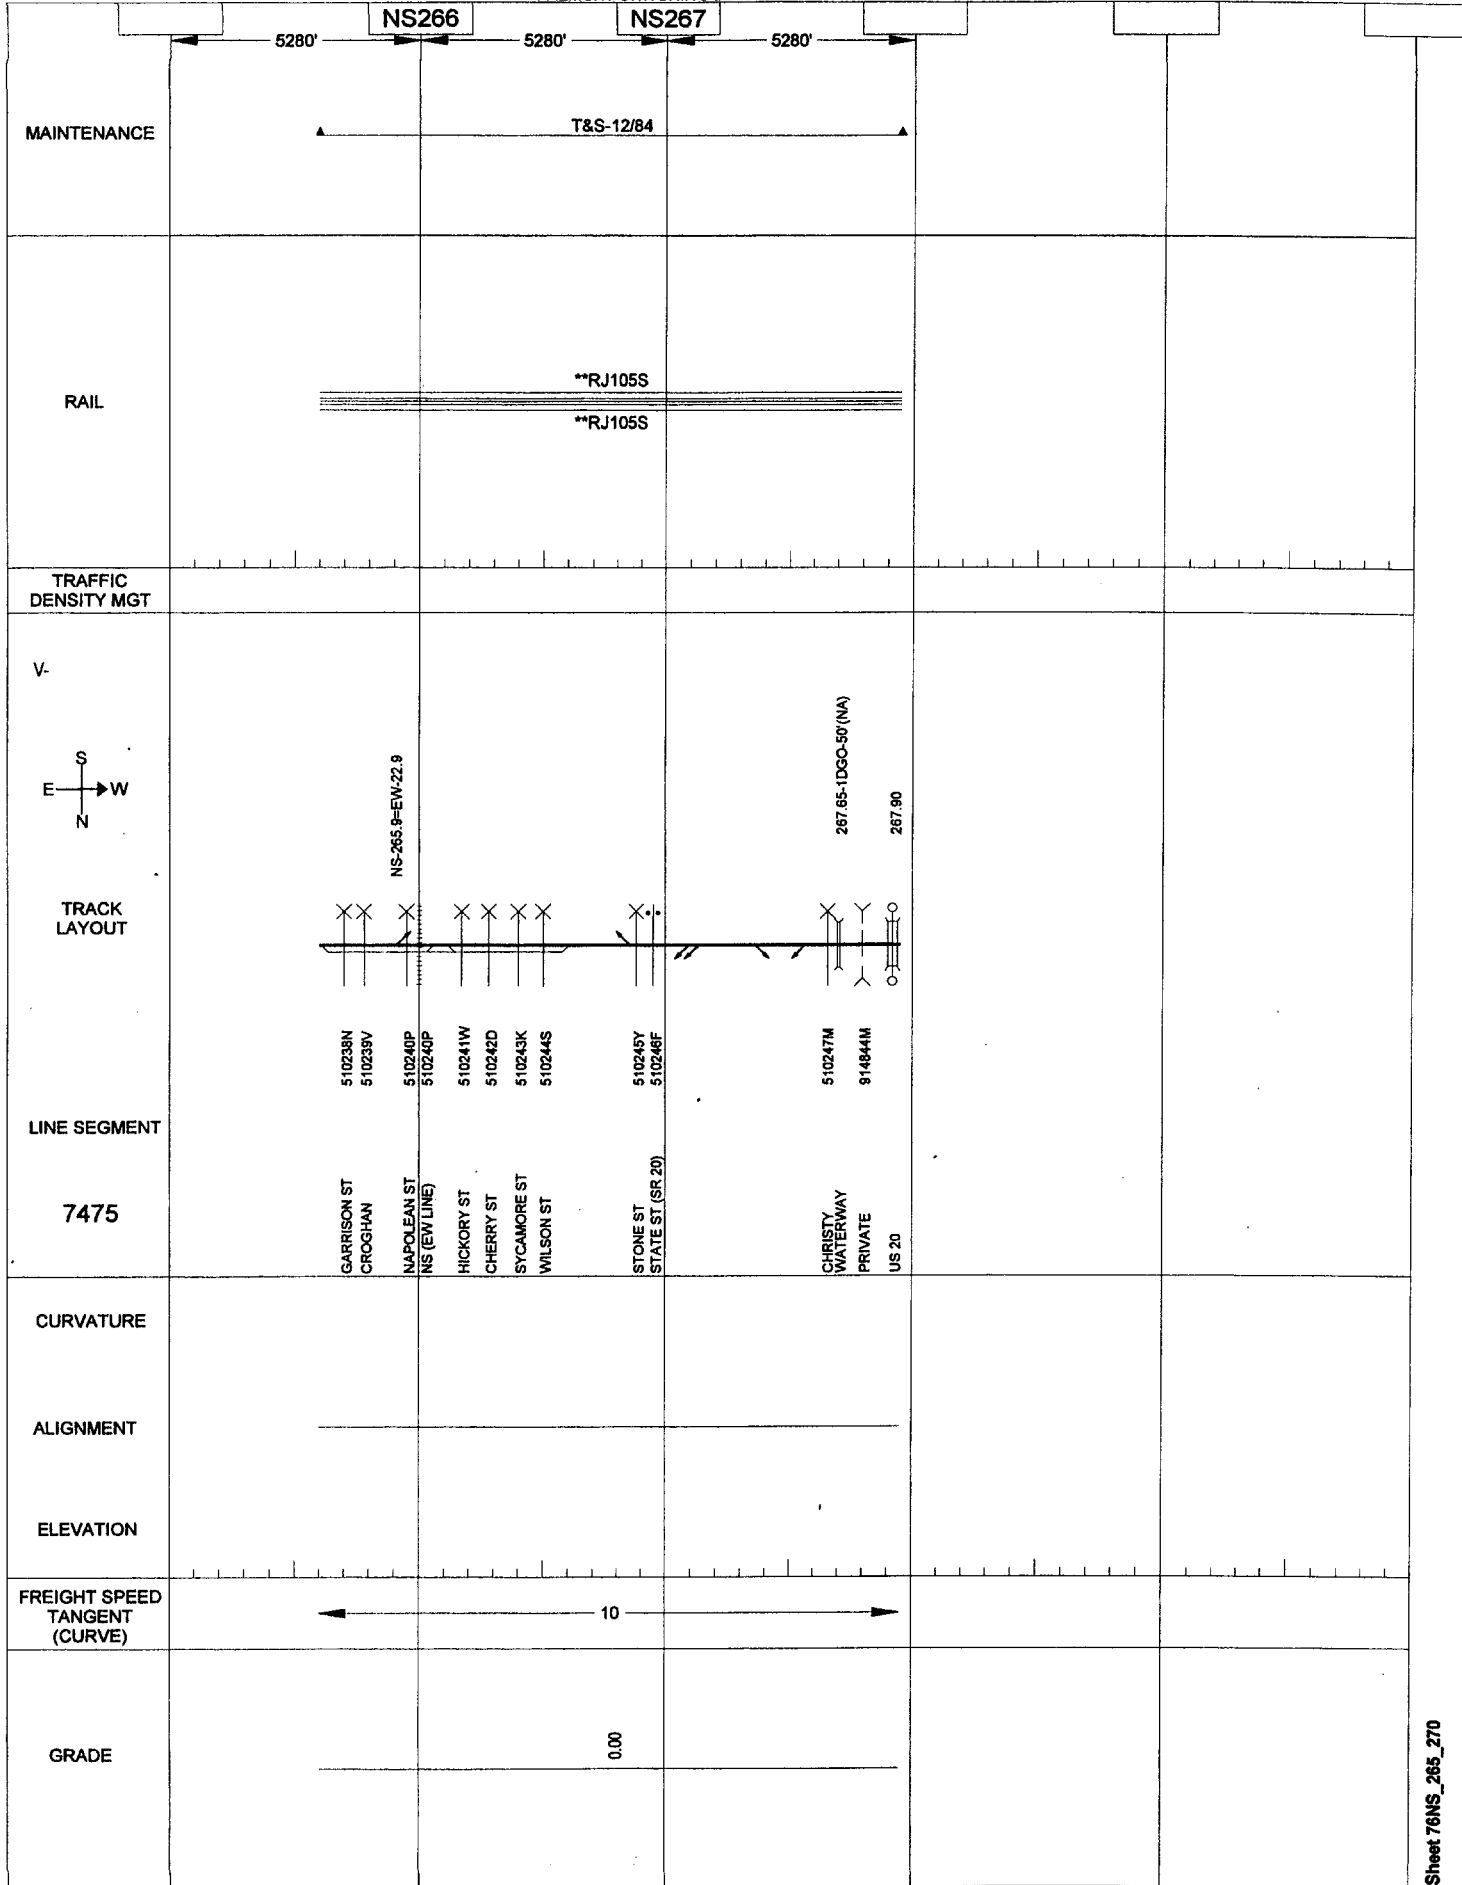 NS266
NS267
5280'
5280'
5280'
MAINTENANCE
T&S-12/84
RAIL
**RJ105S
**RJ105S
TRAFFIC
DENSITY MGT
V-
S
E
W
N
NS-265.9=EW-22.9
267.65-1DGO-50'(NA)
267.90
TRACK
LAYOUT
510238N
510239V
510240P
510240P
510241W
510242D
510243K
510244S
510245Y
510246F
510247M
914844M
LINE SEGMENT
7475
GARRISON ST
CROGHAN
NAPOLEAN ST
NS (EW LINE)
HICKORY ST
CHERRY ST
SYCAMORE ST
WILSON ST
STONE ST
STATE ST (SR 20)
CHRISTY
WATERWAY
PRIVATE
US 20
CURVATURE
ALIGNMENT
ELEVATION
FREIGHT SPEED
TANGENT
(CURVE)
10
GRADE
0.00
Sheet 76NS_265_270